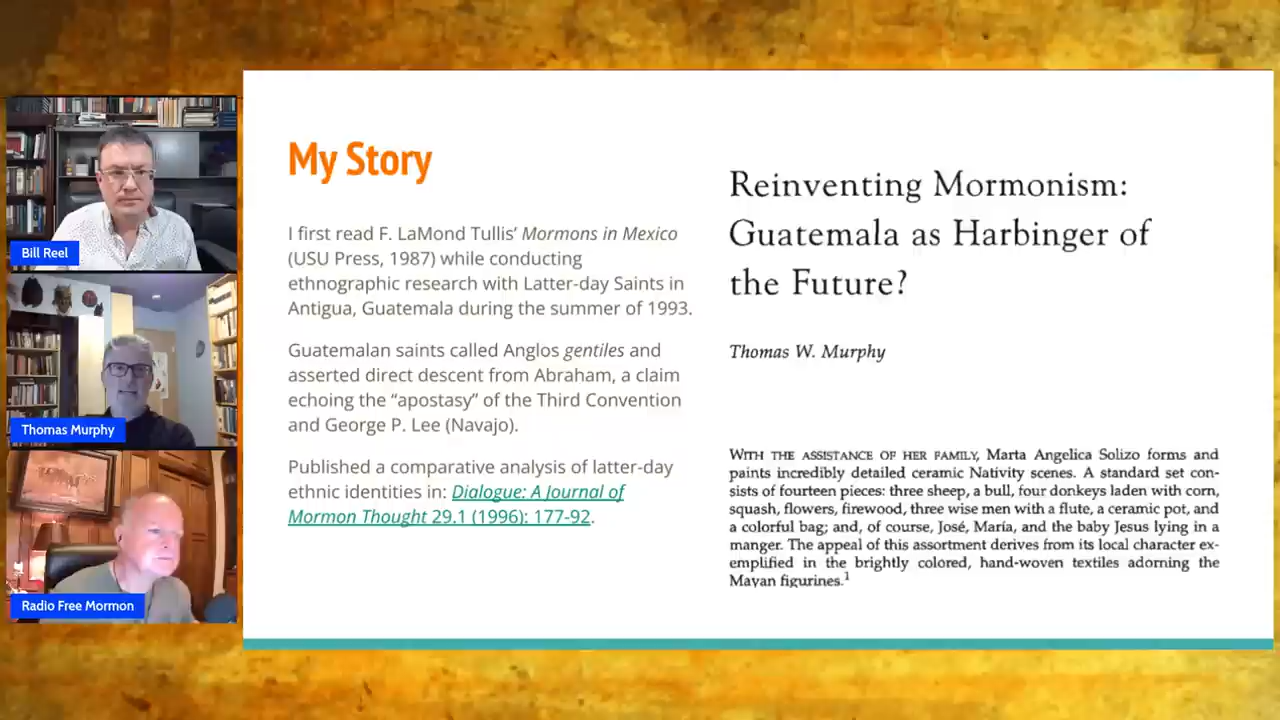 Bill Reel
Thomas Murphy
Radio Free Mormon
My Story
I first read F. LaMond Tullis’ Mormons in Mexico
(USU Press, 1987) while conducting
ethnographic research with Latter-day Saints in
Antigua, Guatemala during the summer of 1993.
Guatemalan saints called Anglos gentiles and
asserted direct descent from Abraham, a claim
echoing the “apostasy” of the Third Convention
and George P. Lee (Navajo).
Published a comparative analysis of latter-day
ethnic identities in: Dialogue: A Journal of
Mormon Thought 29.1 (1996): 177-92.
Reinventing Mormonism:
Guatemala as Harbinger of
the Future?
Thomas W. Murphy
WITH THE ASSISTANCE OF HER FAMILY, Marta Angelica Solizo forms and
paints incredibly detailed ceramic Nativity scenes. A standard set con-
sists of fourteen pieces: three sheep, a bull, four donkeys laden with corn,
squash, flowers, firewood, three wise men with a flute, a ceramic pot, and
a colorful bag; and, of course, José, María, and the baby Jesus lying in a
manger. The appeal of this assortment derives from its local character ex-
emplified in the brightly colored, hand-woven textiles adorning the
Mayan figurines.1